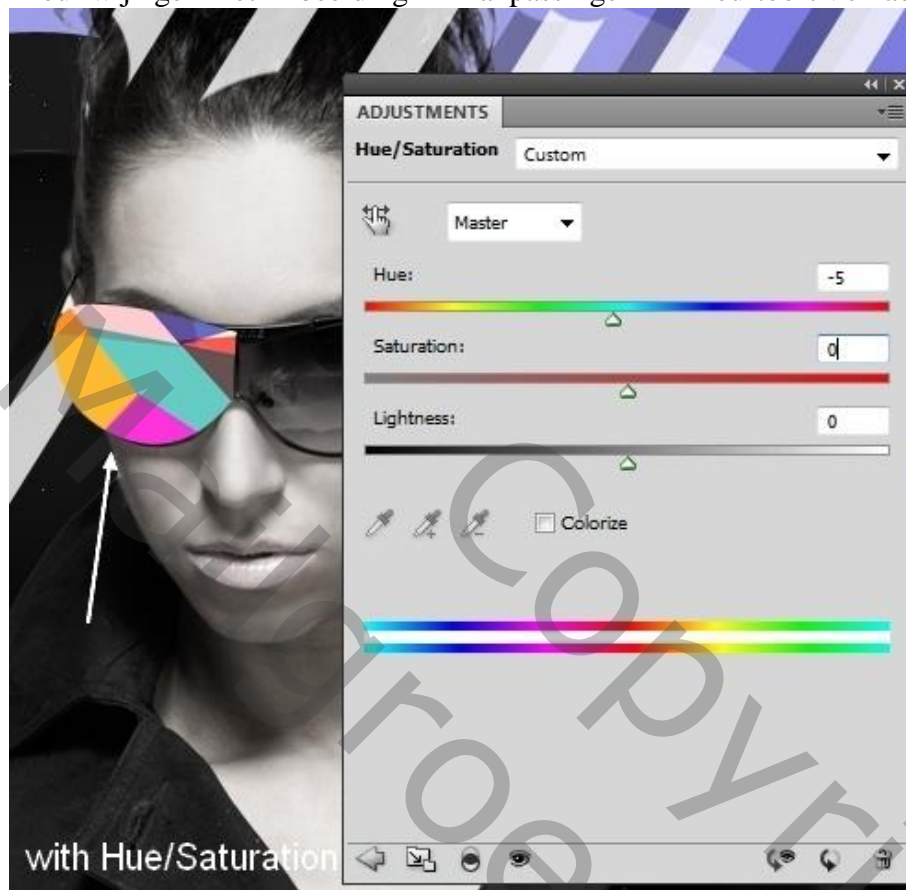 ADJUSTMENTS
Hue/Saturation Custom
Master
Hue: -5
Saturation: 0
Lightness: 0
Colorize
with Hue/Saturation